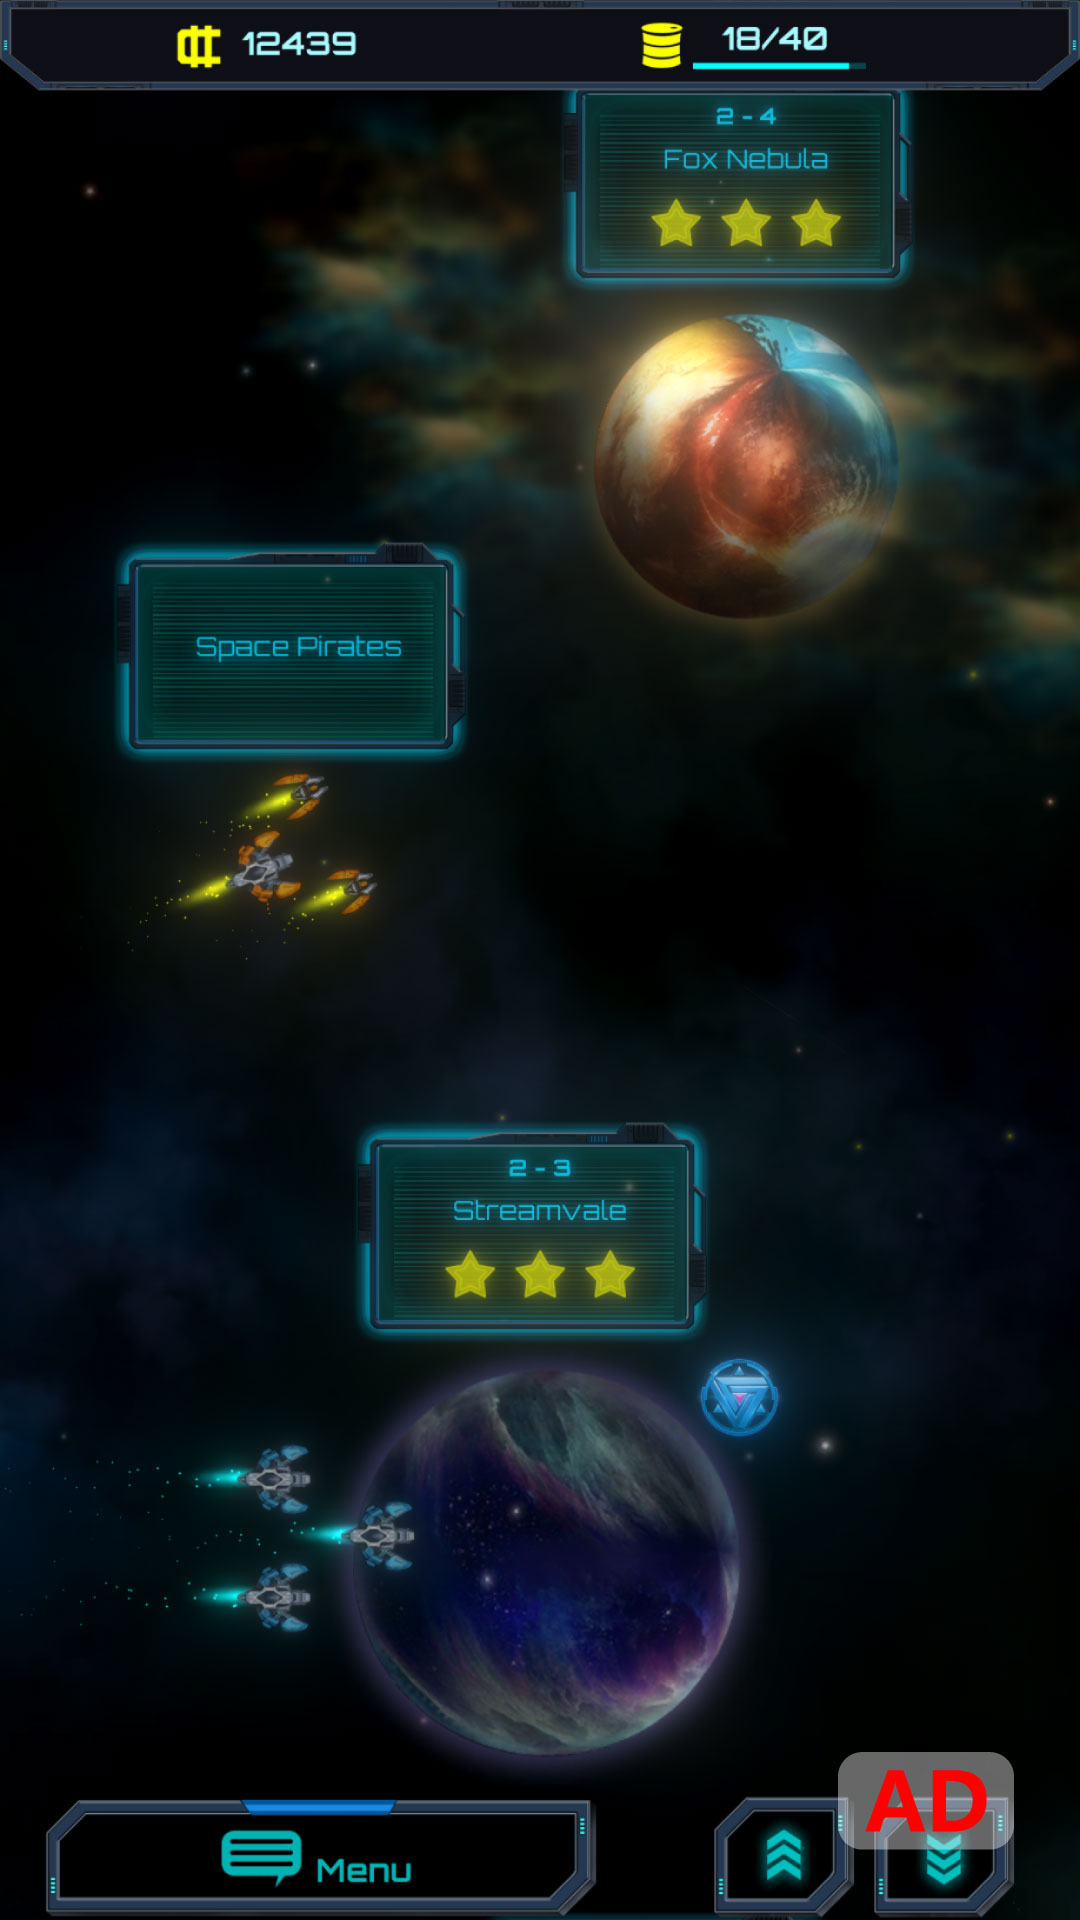 12439
18/40
2 - 4
Fox Nebula
Space Pirates
2 - 3
Streamvale
AD
Menu